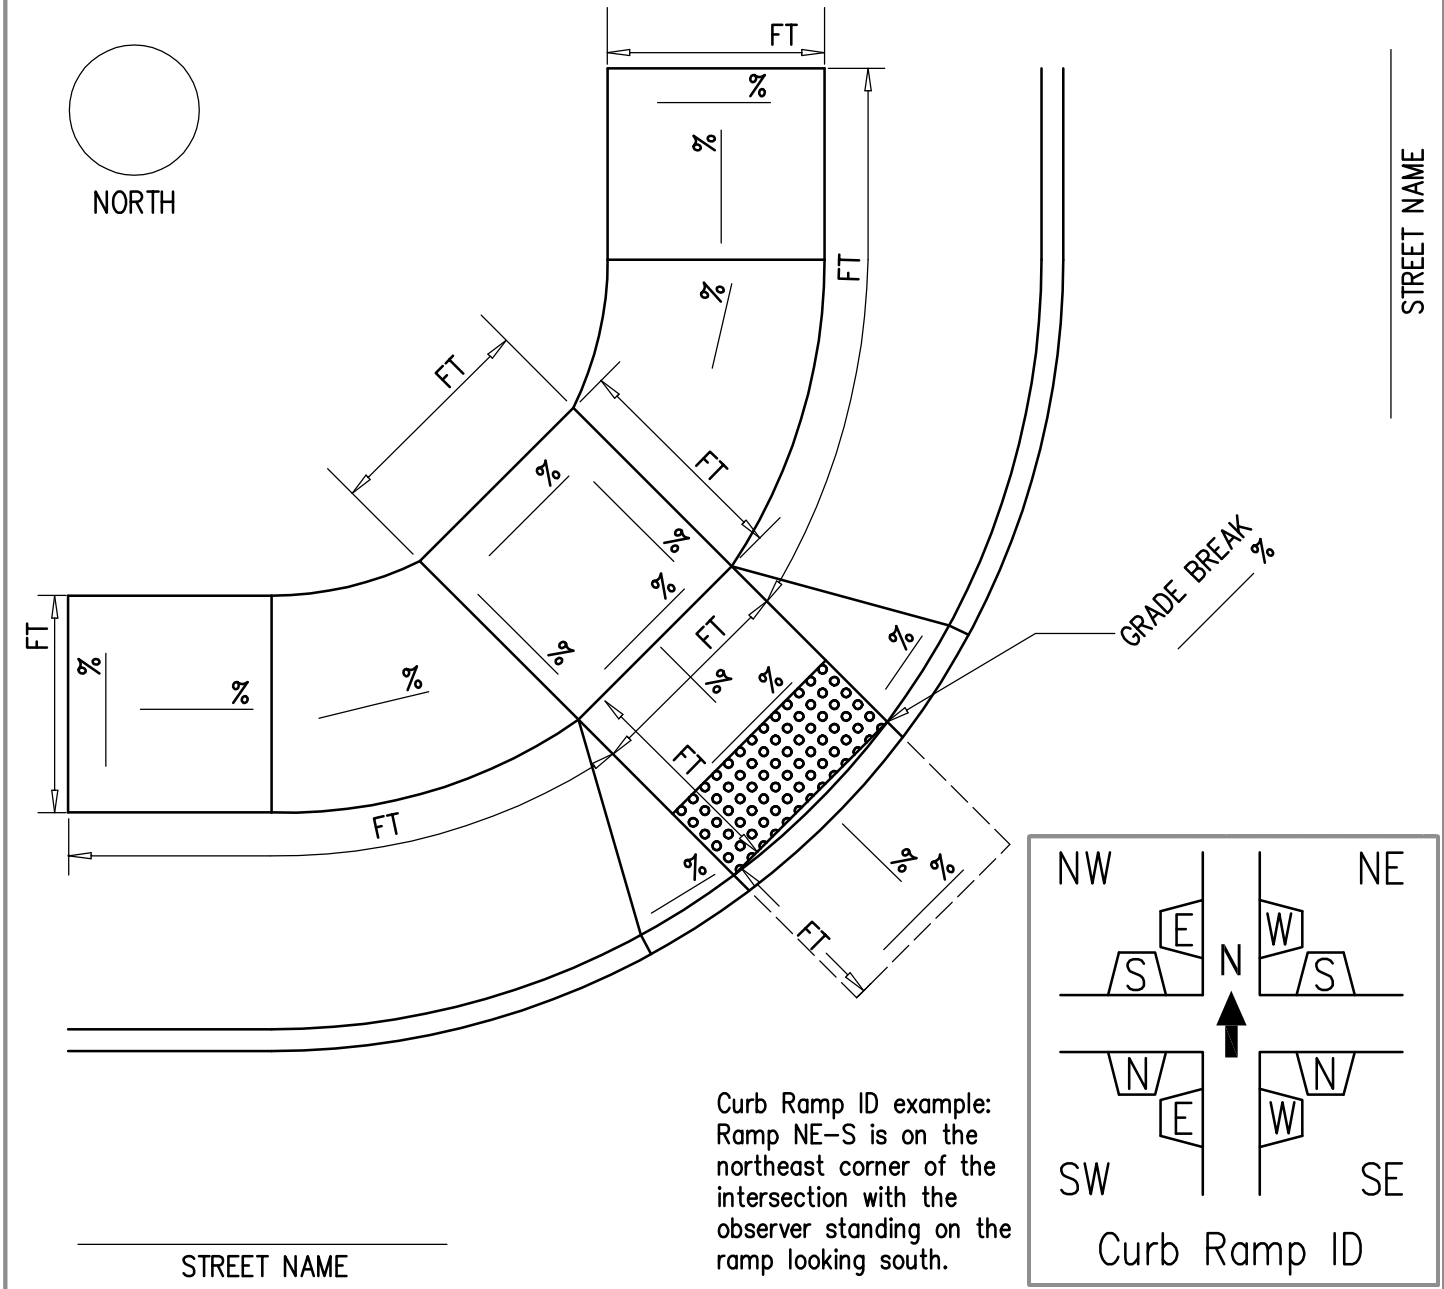 FT
%
%
NORTH
STREET NAME
FT
%
FT
FT
%
%
GRADE BREAK
%
%
%
FT
FT
%
%
%
%
%
%
%
FT
FT
%
%
%
FT
NW
NE
E
W
S
N
S
N
N
E
W
SW
SE
Curb Ramp ID
Curb Ramp ID example:
Ramp NE-S is on the
northeast corner of the
intersection with the
observer standing on the
ramp looking south.
STREET NAME